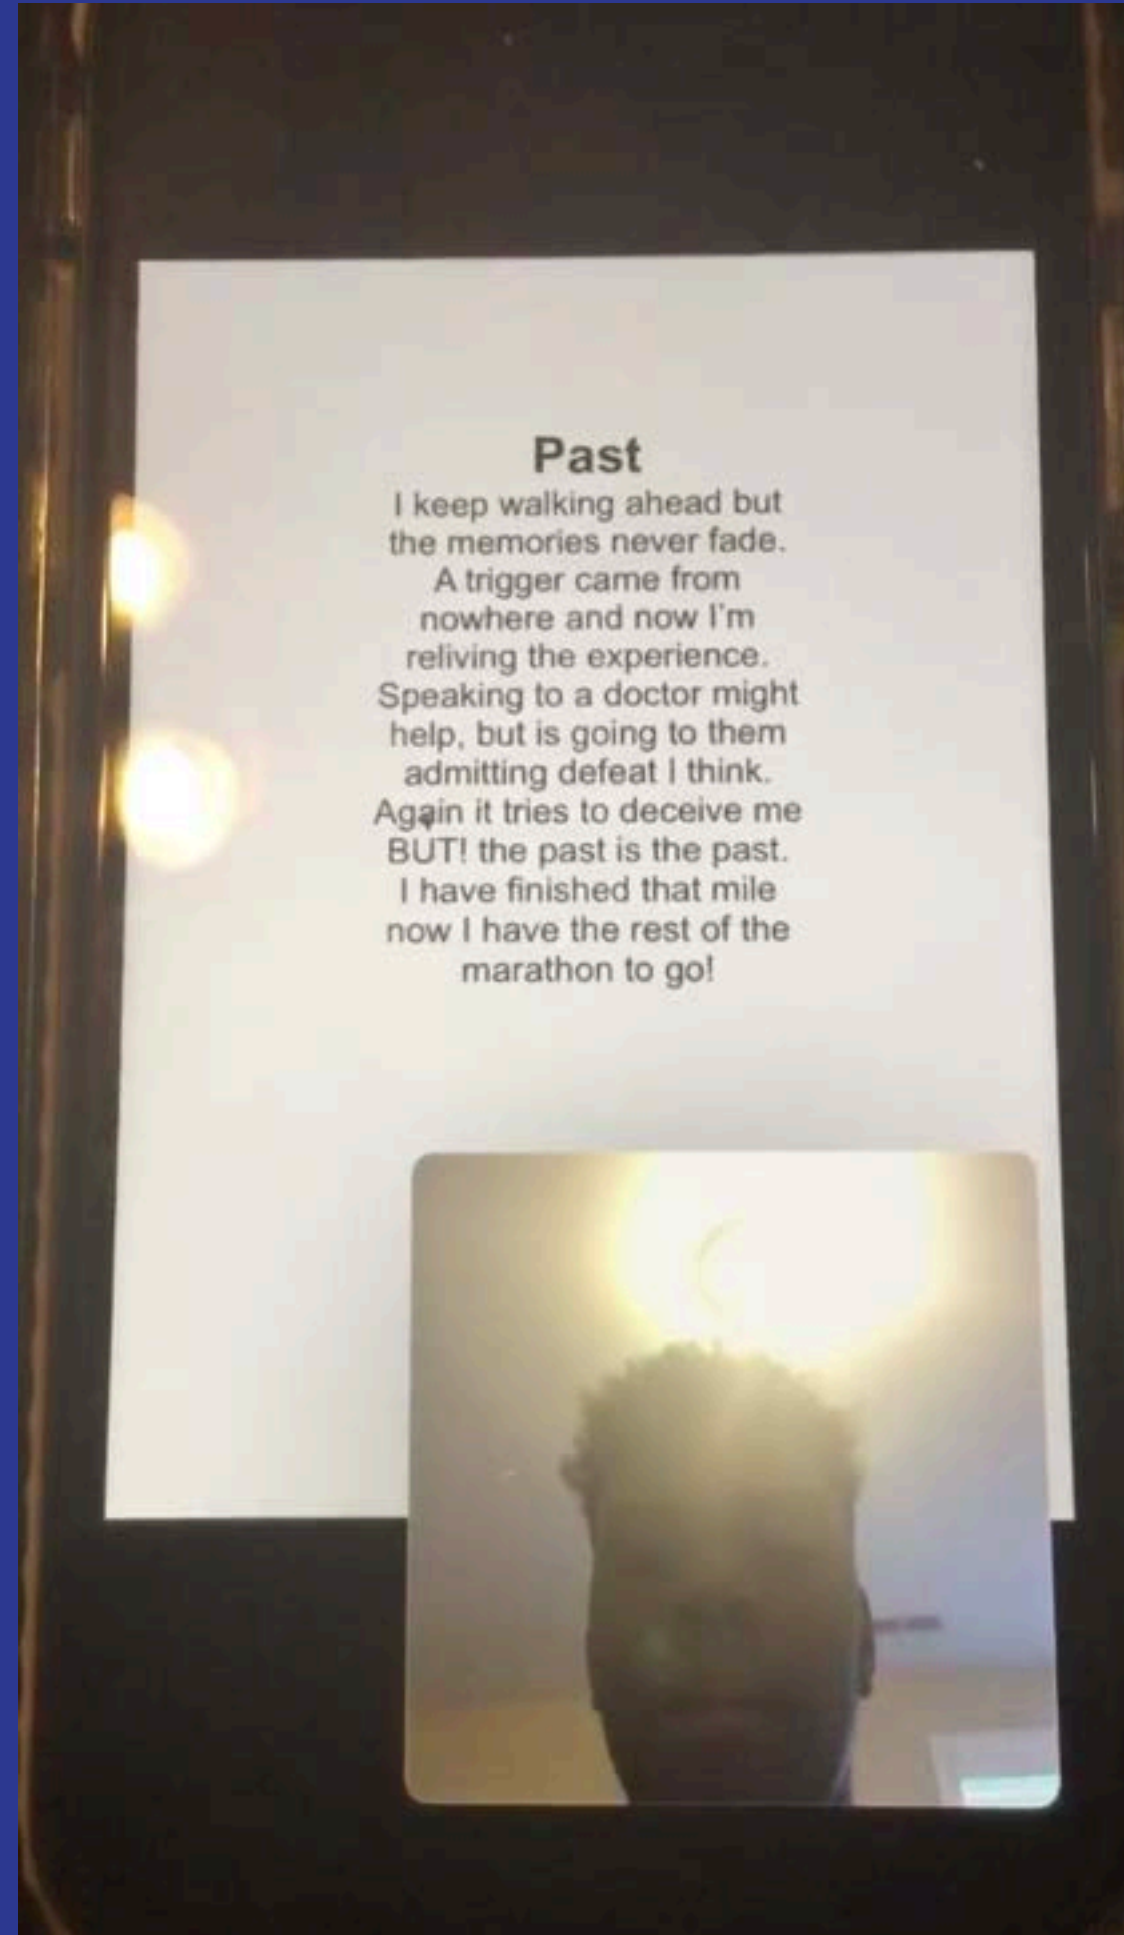 Past
I keep walking ahead but
the memories never fade.
A trigger came from
nowhere and now I'm
reliving the experience.
Speaking to a doctor might
help, but is going to them
admitting defeat I think.
Again it tries to deceive me
BUT! the past is the past.
I have finished that mile
now I have the rest of the
marathon to go!